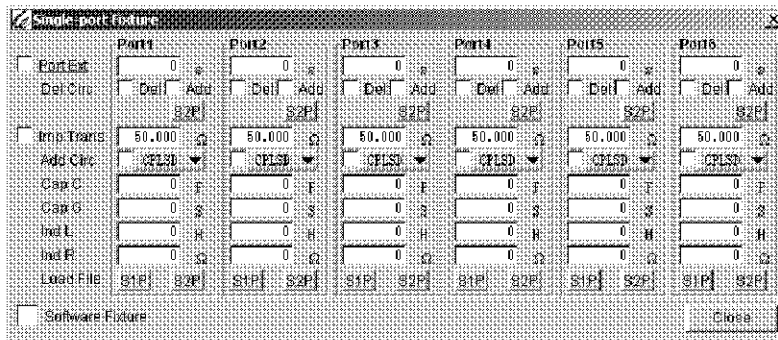 Single-port Fixture
Port1 Port2 Port3 Port4 Port5 Port6
Port Ext 0 s 0 s 0 s 0 s 0 s 0 s
Del Circ Del Add Del Add Del Add Del Add Del Add Del Add
S2P S2P S2P S2P S2P S2P
Imp Trans 50.000 Ω 50.000 Ω 50.000 Ω 50.000 Ω 50.000 Ω 50.000 Ω
Add Circ CPLSD CPLSD CPLSD CPLSD CPLSD CPLSD
Cap C 0 F 0 F 0 F 0 F 0 F 0 F
Cap G 0 S 0 S 0 S 0 S 0 S 0 S
Ind L 0 H 0 H 0 H 0 H 0 H 0 H
Ind R 0 Ω 0 Ω 0 Ω 0 Ω 0 Ω 0 Ω
Load File S1P S2P S1P S2P S1P S2P S1P S2P S1P S2P S1P S2P
Software Fixture Close